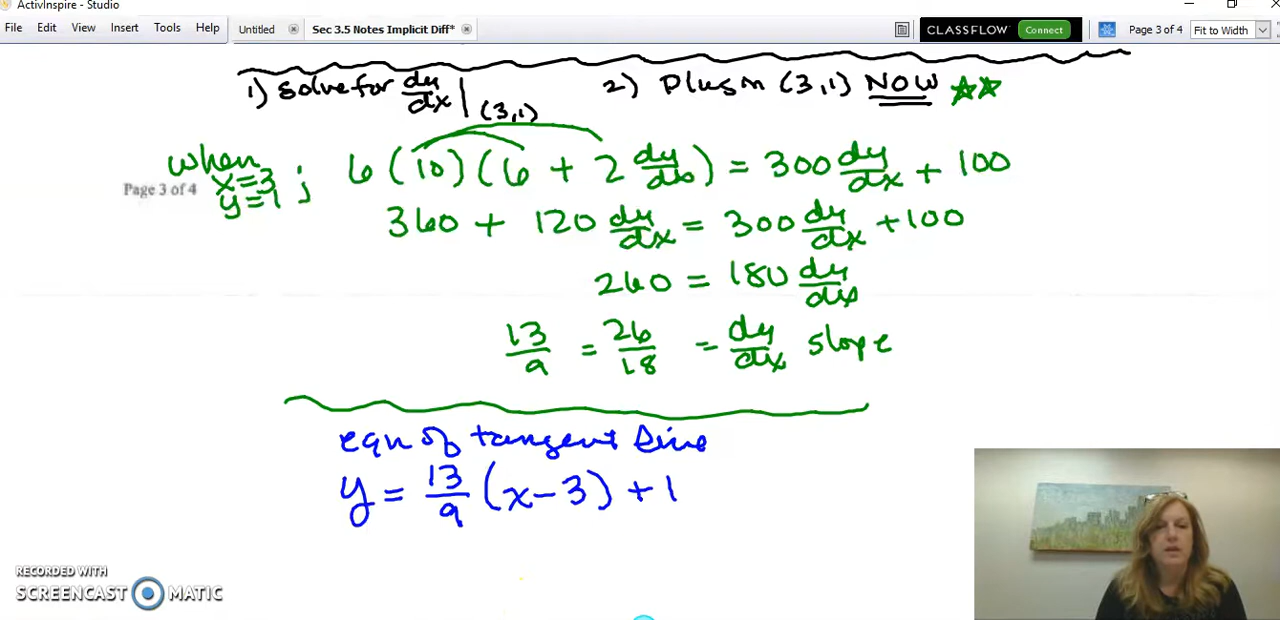 ActivInspire - Studio
File Edit View Insert Tools Help Untitled Sec 3.5 Notes Implicit Diff* CLASSFLOW Connect Page 3 of 4 Fit to Width
1) Solve for dy/dx |(3,1) 2) Plug in (3,1) NOW
when x=3 y=1 ; 6(10)(6 + 2 dy/dx) = 300 dy/dx + 100
Page 3 of 4
360 + 120 dy/dx = 300 dy/dx + 100
260 = 180 dy/dx
13/9 = 26/18 = dy/dx slope
eqn of tangent line
y = 13/9 (x-3) + 1
RECORDED WITH
SCREENCAST MATIC